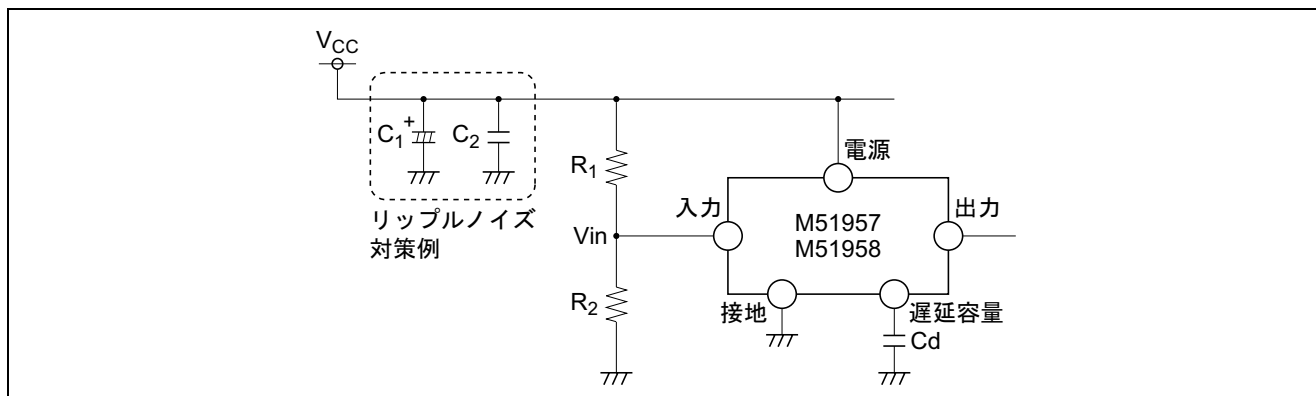 VCC
+
C1
C2
リップルノイズ
対策例
R1
Vin
R2
電源
入力
M51957
M51958
出力
接地
遅延容量
Cd